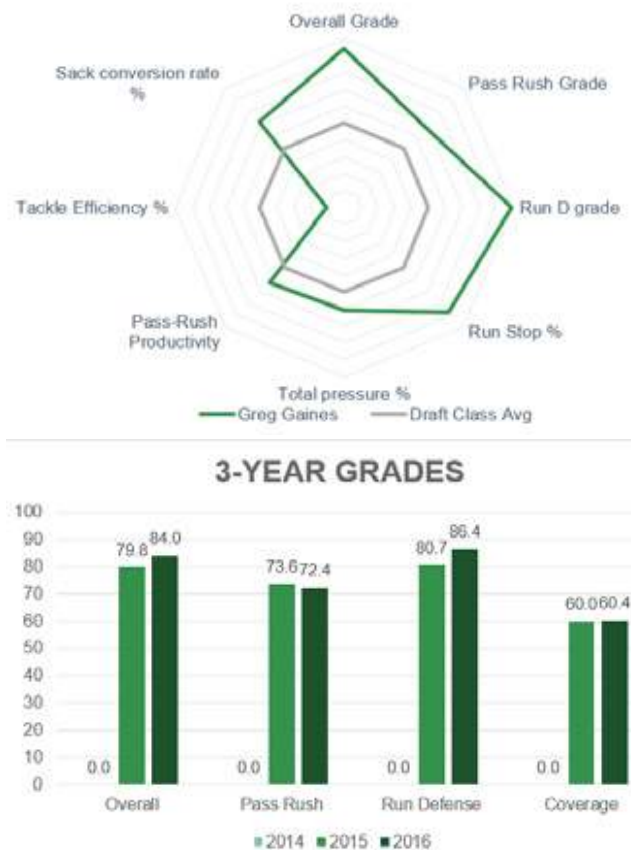 Overall Grade
Sack conversion rate
%
Pass Rush Grade
Tackle Efficiency %
Run D grade
Pass-Rush
Productivity
Run Stop %
Total pressure %
Greg Gaines
Draft Class Avg
3-YEAR GRADES
100
90
80
70
60
50
40
30
20
10
0
0.0
79.8
84.0
0.0
73.6
72.4
0.0
80.7
86.4
0.0
60.0
60.4
Overall
Pass Rush
Run Defense
Coverage
2014
2015
2016